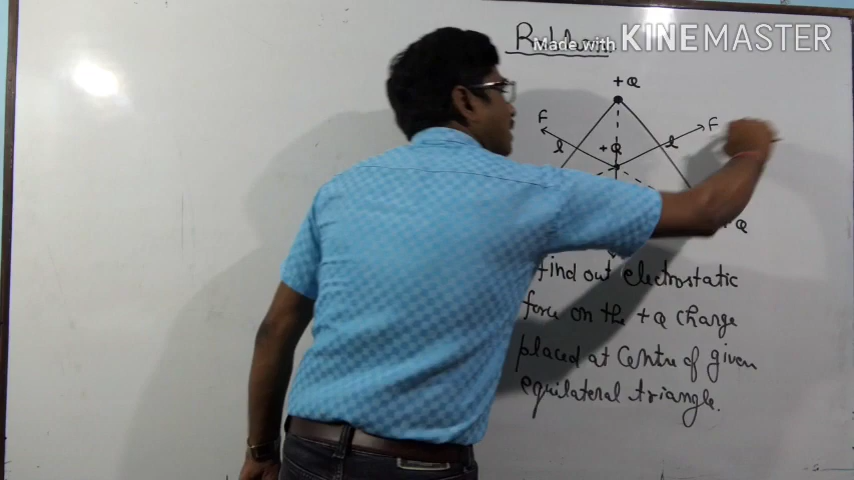 Made with KINEMASTER
+Q
F
F
l
+Q
l
+Q
find out electrostatic
force on the +Q charge
placed at Centre of given
equilateral triangle.